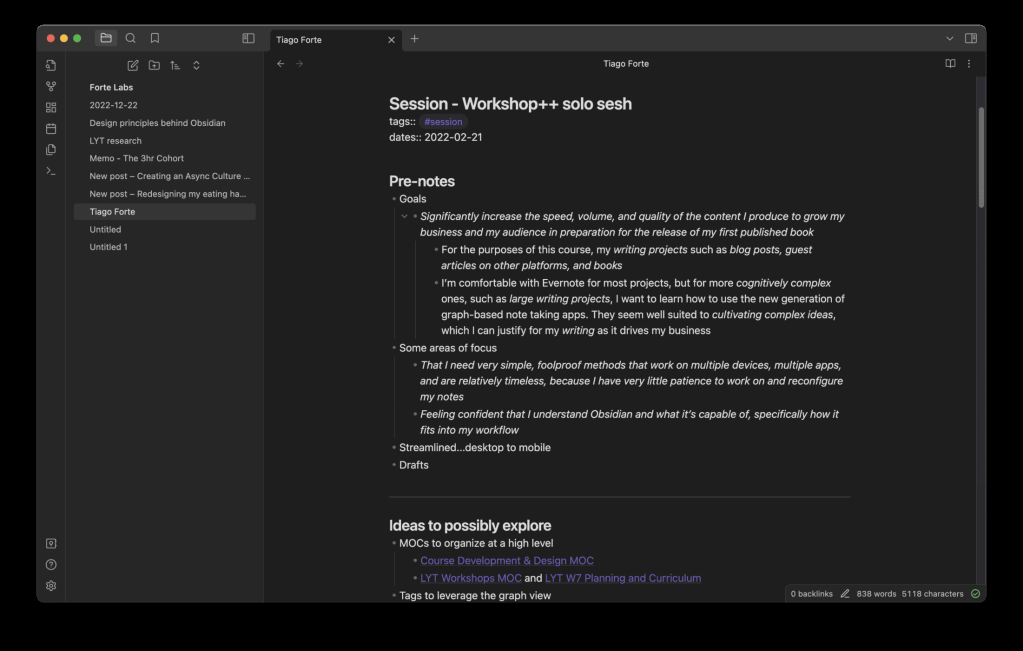 Tiago Forte
Forte Labs
2022-12-22
Design principles behind Obsidian
LYT research
Memo - The 3hr Cohort
New post – Creating an Async Culture ...
New post – Redesigning my eating ha...
Tiago Forte
Untitled
Untitled 1
Tiago Forte
Session - Workshop++ solo sesh
tags:: #session
dates:: 2022-02-21
Pre-notes
Goals
Significantly increase the speed, volume, and quality of the content I produce to grow my
business and my audience in preparation for the release of my first published book
For the purposes of this course, my writing projects such as blog posts, guest
articles on other platforms, and books
I'm comfortable with Evernote for most projects, but for more cognitively complex
ones, such as large writing projects, I want to learn how to use the new generation of
graph-based note taking apps. They seem well suited to cultivating complex ideas,
which I can justify for my writing as it drives my business
Some areas of focus
That I need very simple, foolproof methods that work on multiple devices, multiple apps,
and are relatively timeless, because I have very little patience to work on and reconfigure
my notes
Feeling confident that I understand Obsidian and what it's capable of, specifically how it
fits into my workflow
Streamlined...desktop to mobile
Drafts
Ideas to possibly explore
MOCs to organize at a high level
Course Development & Design MOC
LYT Workshops MOC and LYT W7 Planning and Curriculum
Tags to leverage the graph view
0 backlinks 838 words 5118 characters